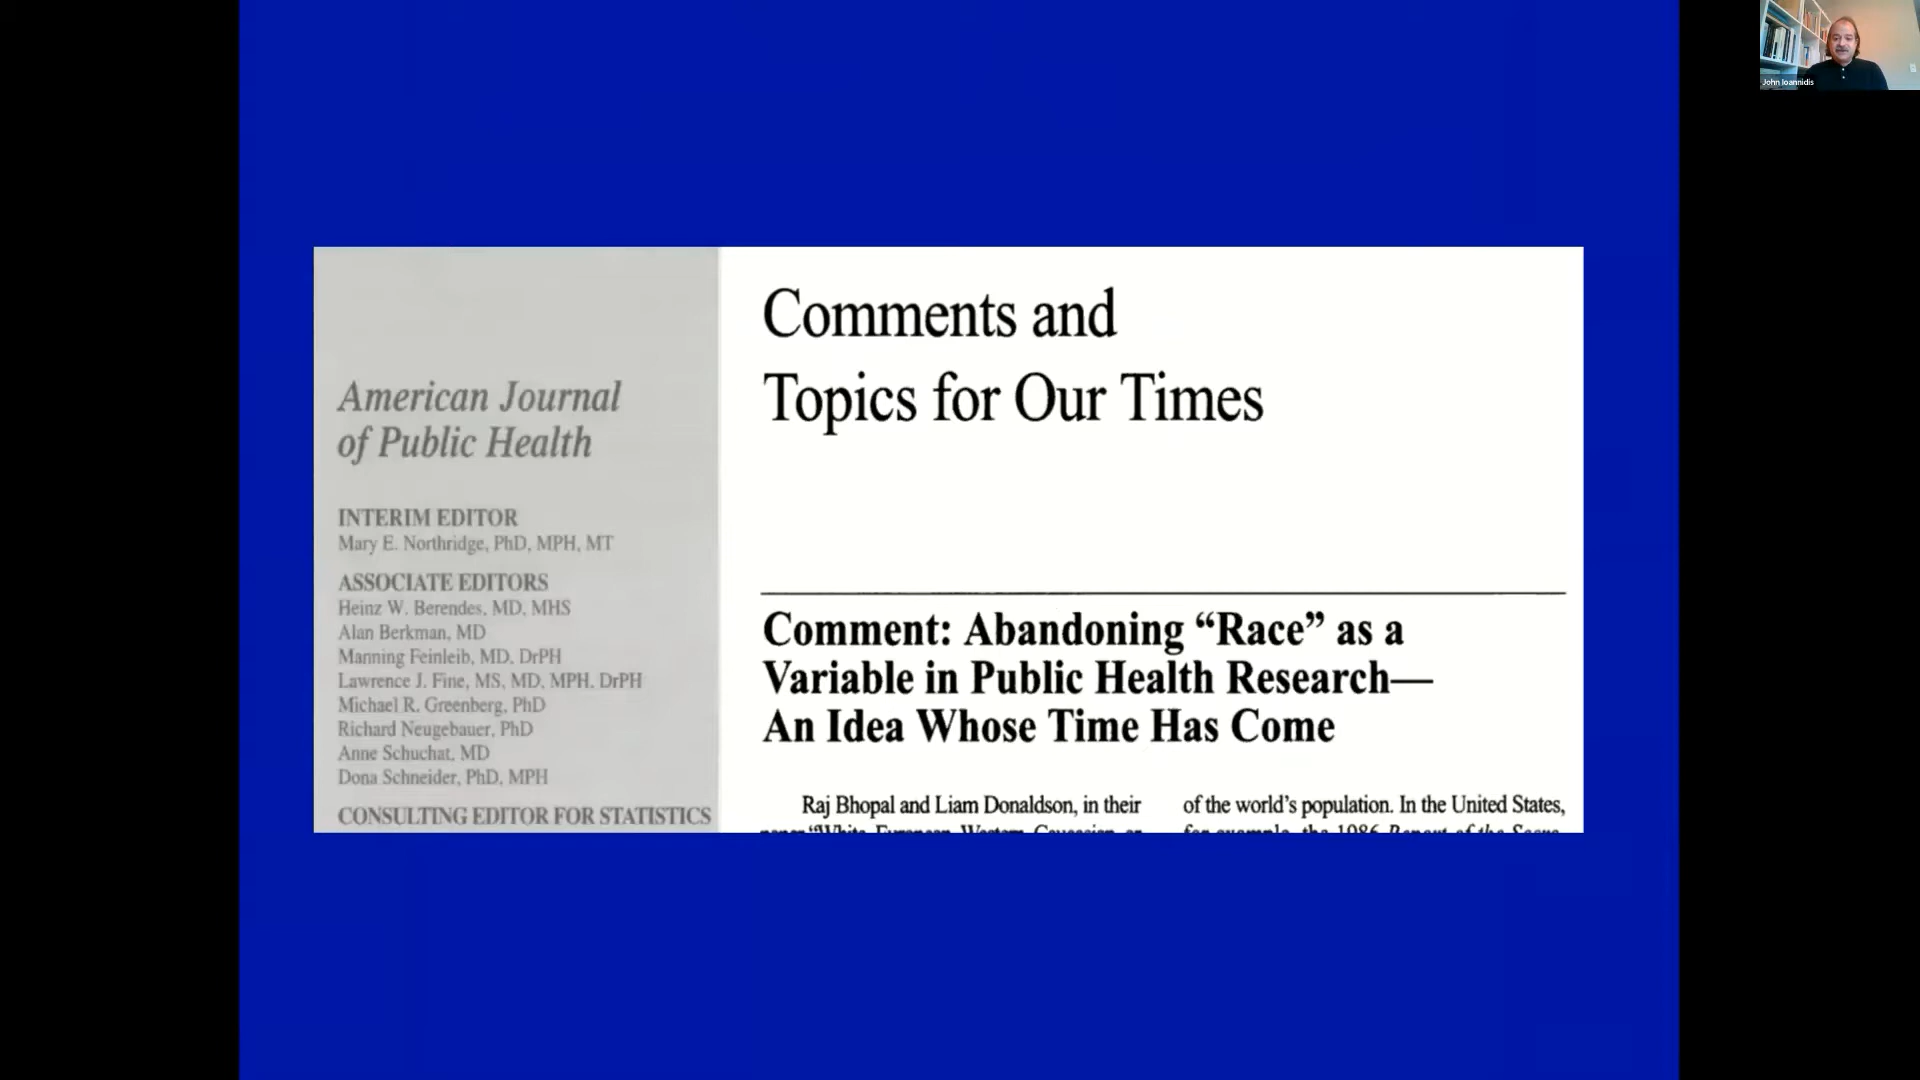 John Ioannidis
American Journal
of Public Health
INTERIM EDITOR
Mary E. Northridge, PhD, MPH, MT
ASSOCIATE EDITORS
Heinz W. Berendes, MD, MHS
Alan Berkman, MD
Manning Feinleib, MD, DrPH
Lawrence J. Fine, MS, MD, MPH, DrPH
Michael R. Greenberg, PhD
Richard Neugebauer, PhD
Anne Schuchat, MD
Dona Schneider, PhD, MPH
CONSULTING EDITOR FOR STATISTICS
Comments and
Topics for Our Times
Comment: Abandoning “Race” as a
Variable in Public Health Research—
An Idea Whose Time Has Come
Raj Bhopal and Liam Donaldson, in their
of the world’s population. In the United States,